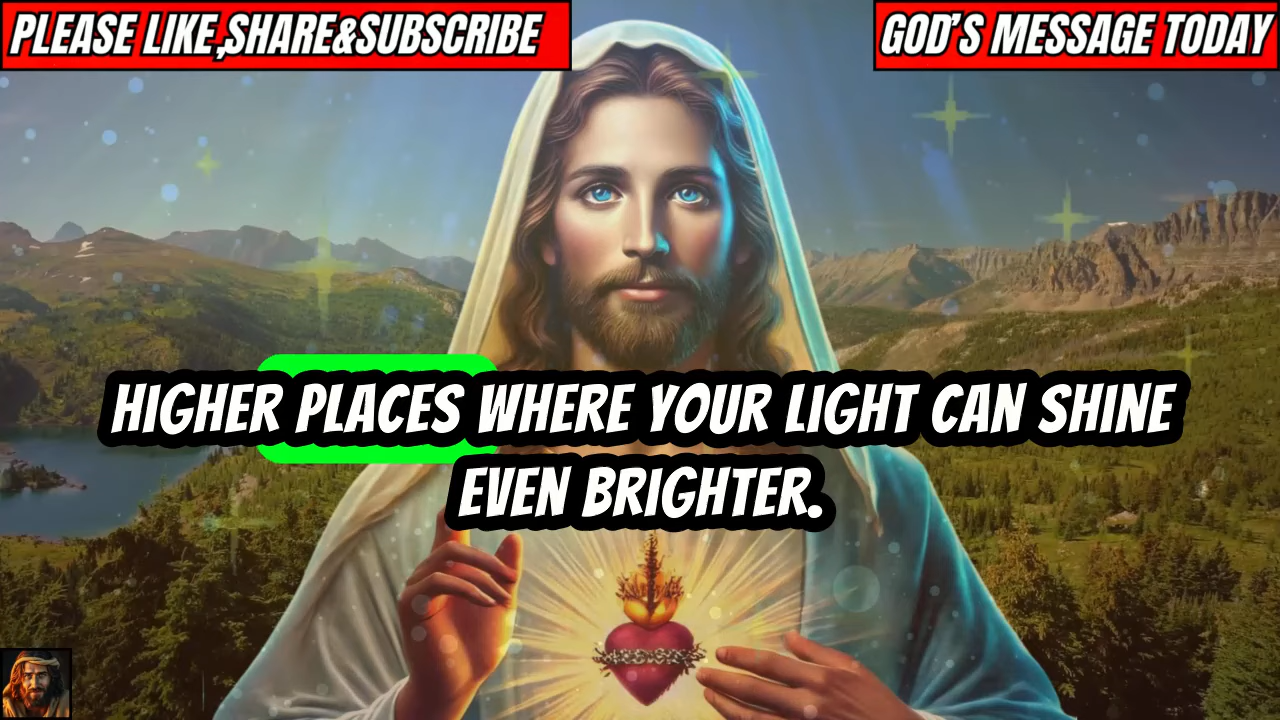 PLEASE LIKE,SHARE&SUBSCRIBE
GOD'S MESSAGE TODAY
HIGHER PLACES WHERE YOUR LIGHT CAN SHINE
EVEN BRIGHTER.